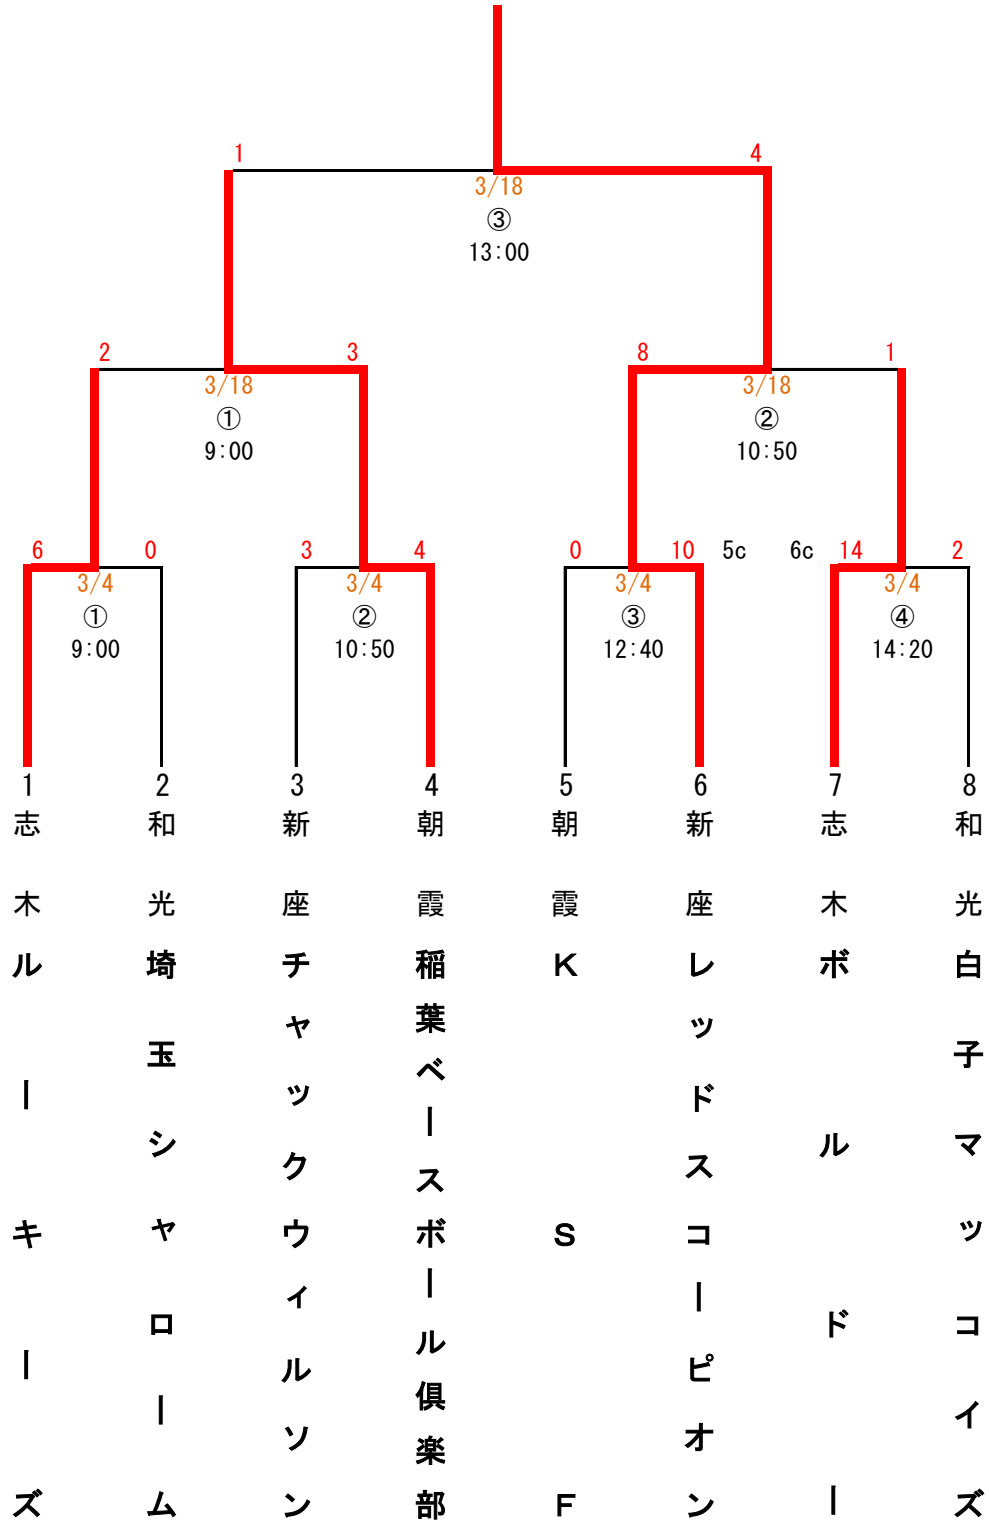 1 4
3/18
③
13:00
2 3 8 1
3/18 3/18
① ②
9:00 10:50
6 0 3 4 0 10 5c 6c 14 2
3/4 3/4 3/4 3/4
① ② ③ ④
9:00 10:50 12:40 14:20
1 2 3 4 5 6 7 8
志木 和光 新座 朝霞 朝霞 新座 志木 和光
ルーキーズ
埼玉シャローム
チャックウィルソン
稲葉ベースボール倶楽部
KSF
レッドスコーピオン
ボルドー
白子マッコイズ